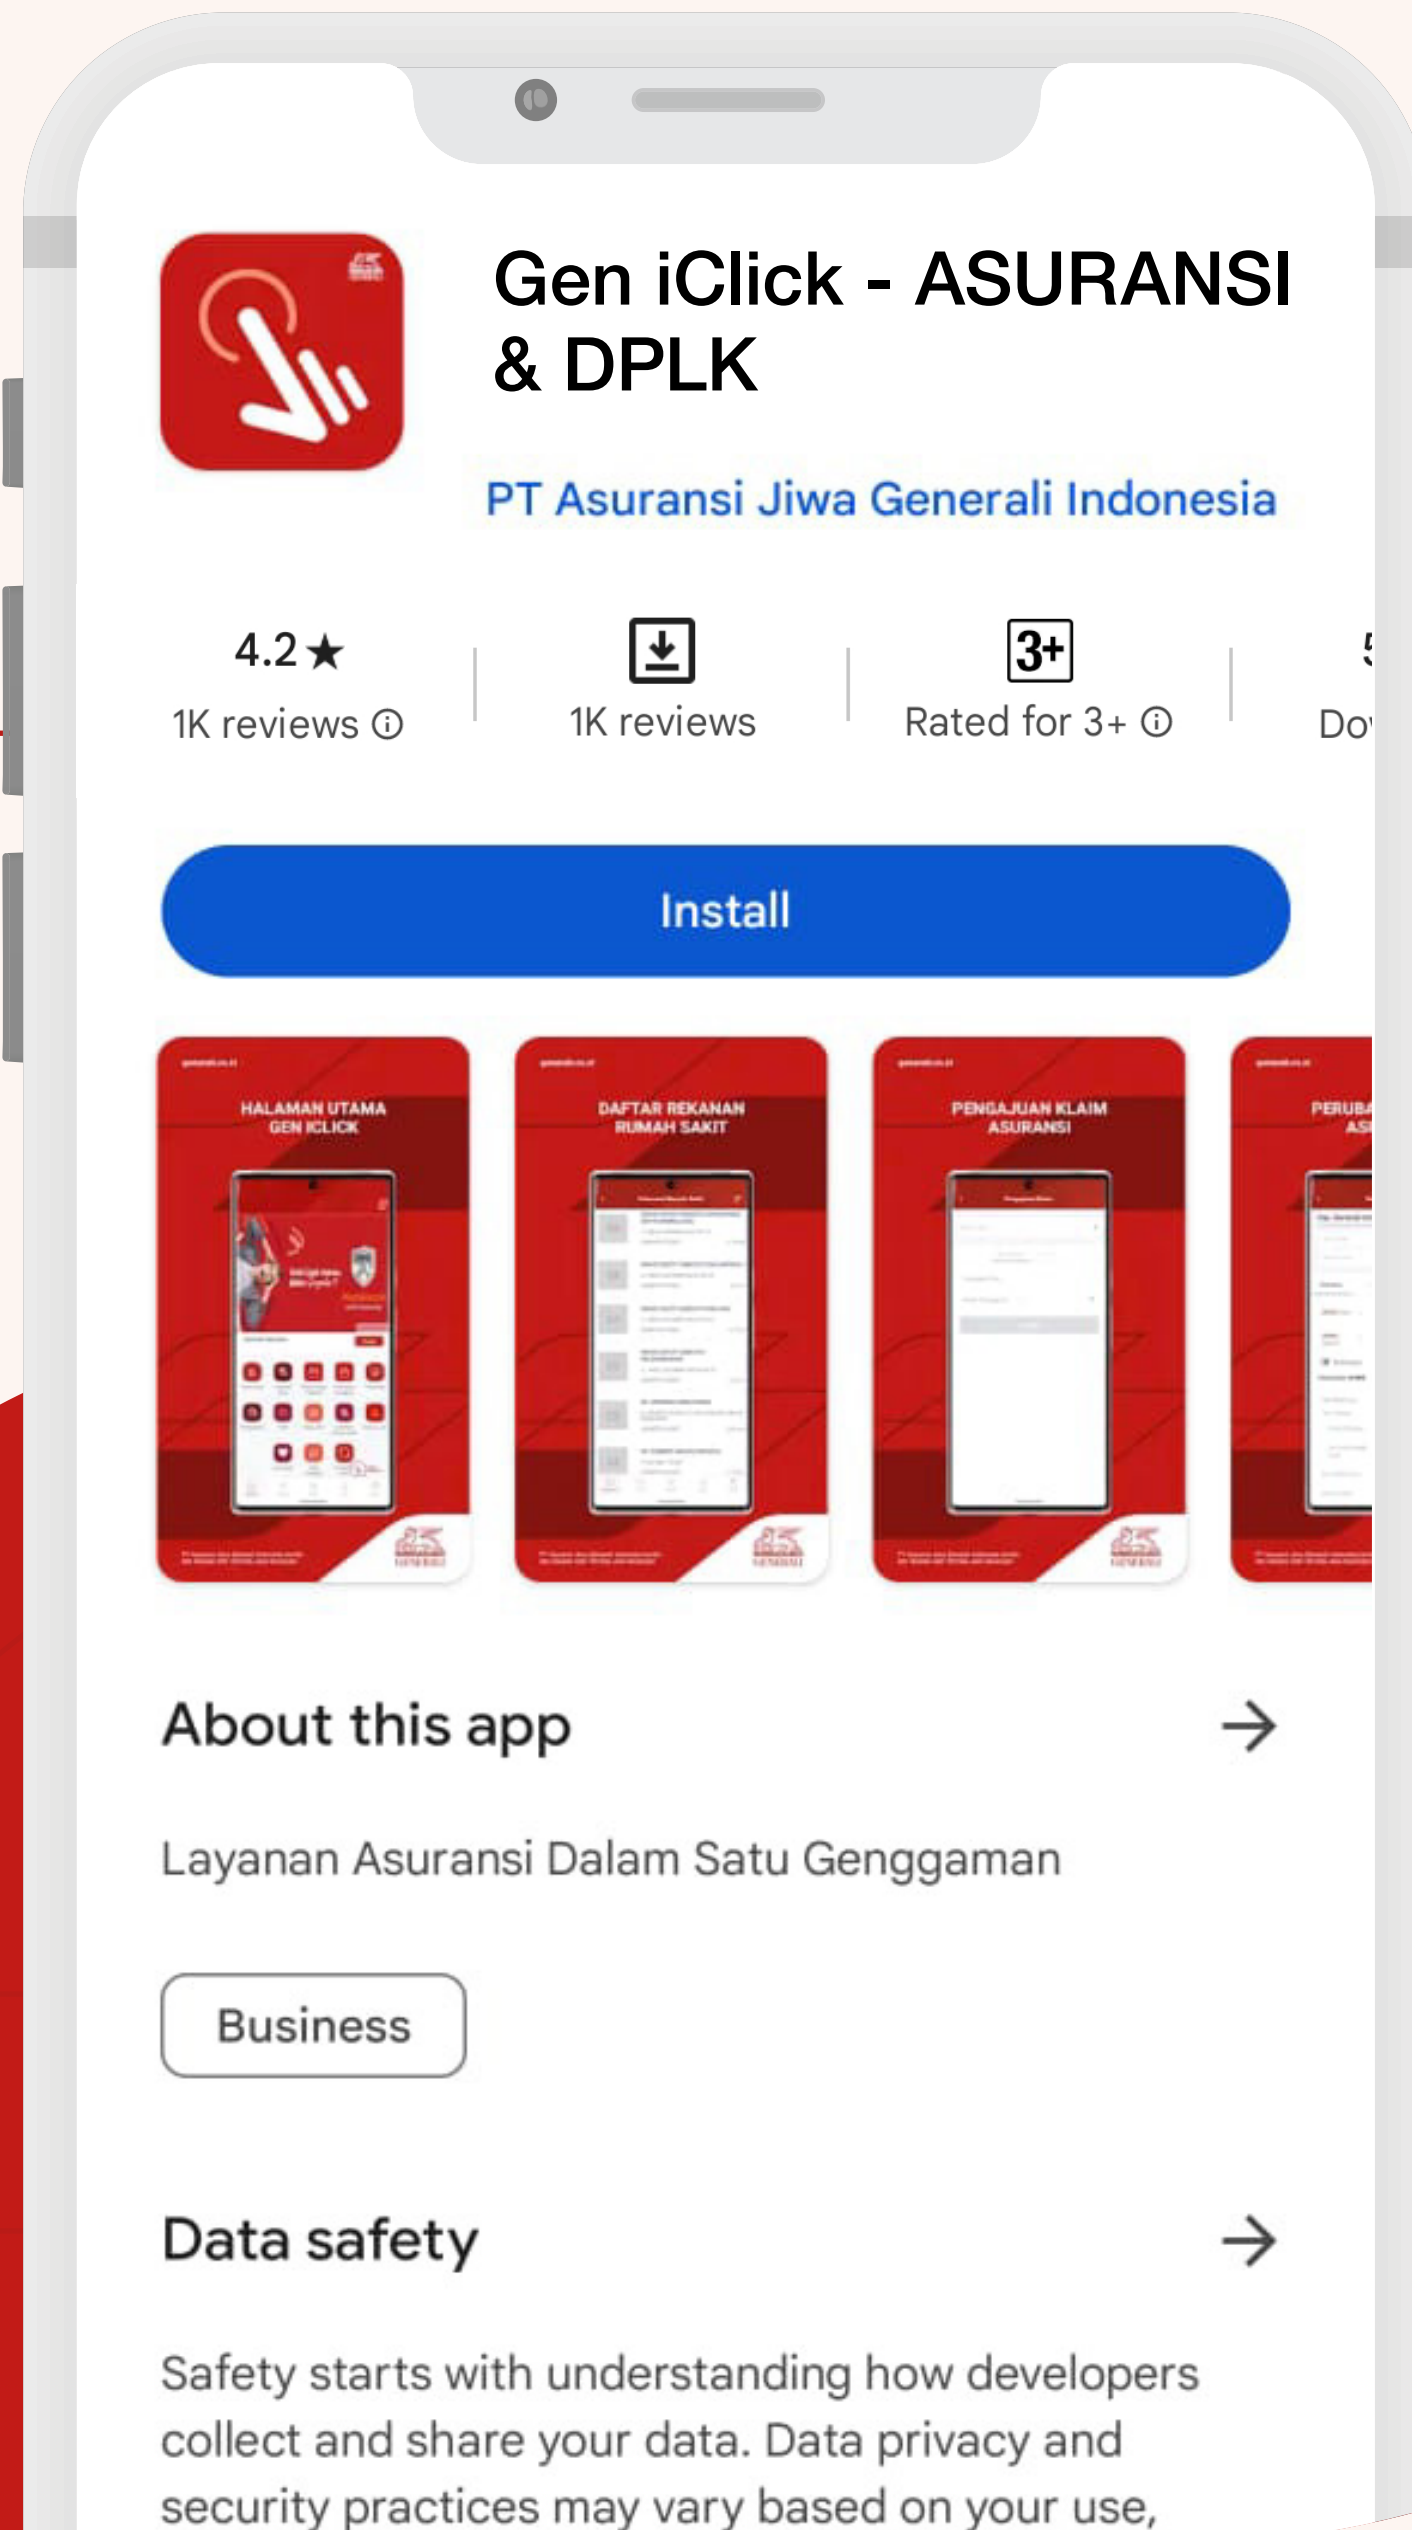 Gen iClick - ASURANSI
& DPLK
PT Asuransi Jiwa Generali Indonesia
4.2★
3+
1K reviews
1K reviews
Rated for 3+
Install
HALAMAN UTAMA
GEN ICLICK
DAFTAR REKANAN
RUMAH SAKIT
PENGAJUAN KLAIM
ASURANSI
GENERALI
GENERALI
GENERALI
About this app
Layanan Asuransi Dalam Satu Genggaman
Business
Data safety
Safety starts with understanding how developers
collect and share your data. Data privacy and
security practices may vary based on your use,